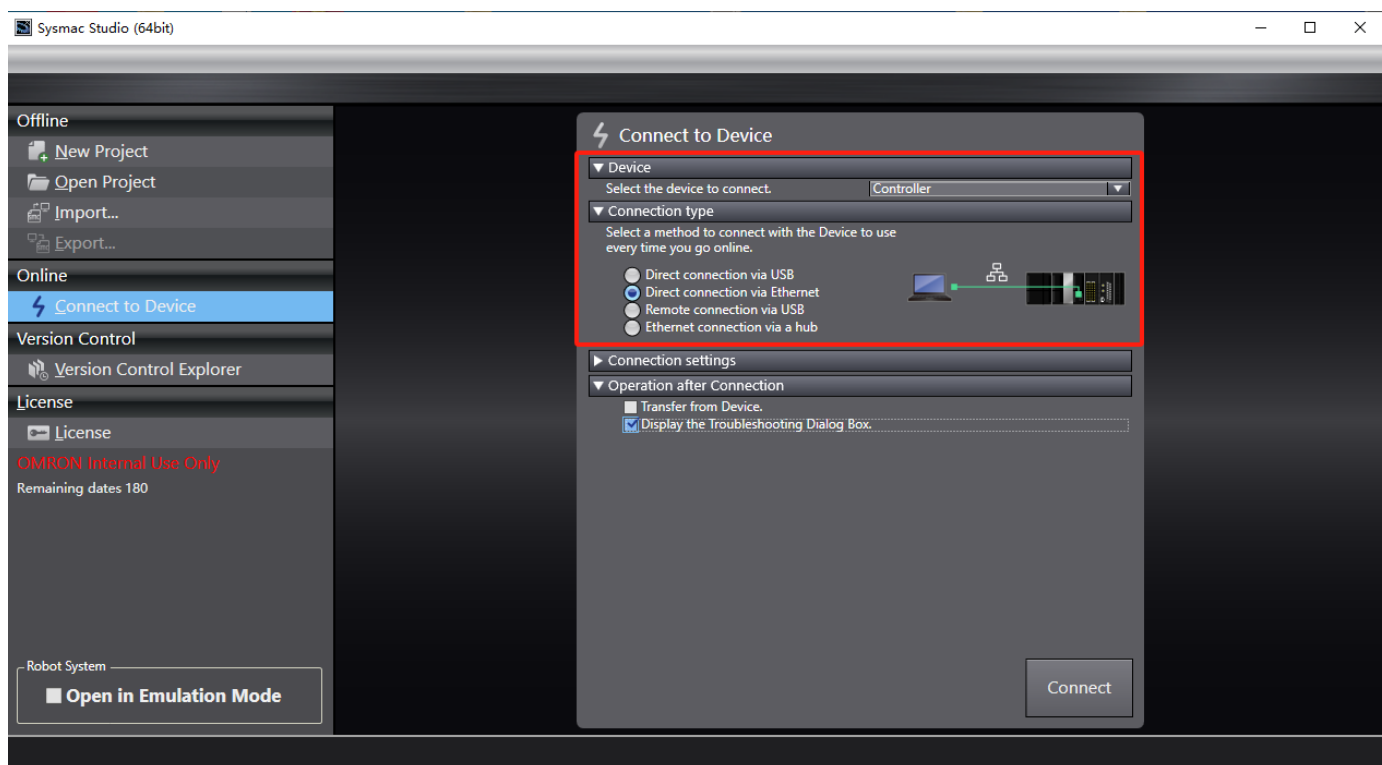 Sysmac Studio (64bit)
Offline
New Project
Open Project
Import...
Export...
Online
Connect to Device
Version Control
Version Control Explorer
License
License
OMRON Internal Use Only
Remaining dates 180
Robot System
Open in Emulation Mode
Connect to Device
Device
Select the device to connect. Controller
Connection type
Select a method to connect with the Device to use
every time you go online.
Direct connection via USB
Direct connection via Ethernet
Remote connection via USB
Ethernet connection via a hub
Connection settings
Operation after Connection
Transfer from Device.
Display the Troubleshooting Dialog Box.
Connect